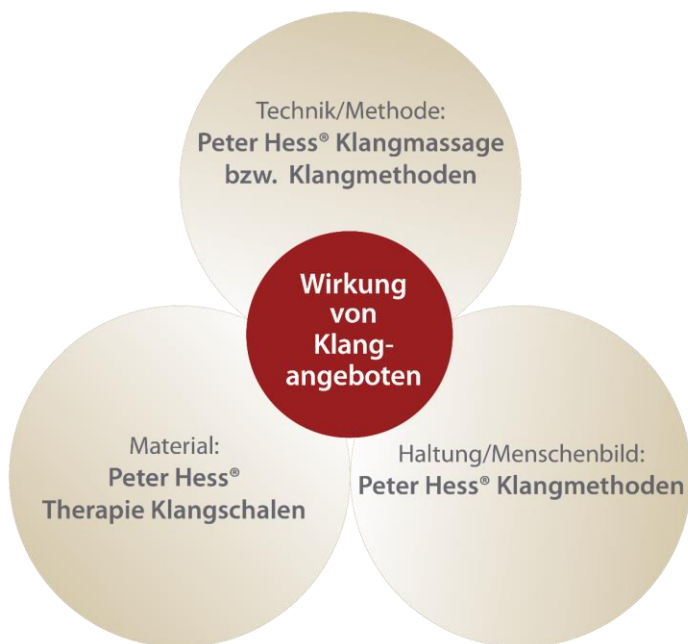 Technik/Methode:
Peter Hess® Klangmassage
bzw. Klangmethoden
Wirkung
von
Klang-
angeboten
Material:
Peter Hess®
Therapie Klangschalen
Haltung/Menschenbild:
Peter Hess® Klangmethoden